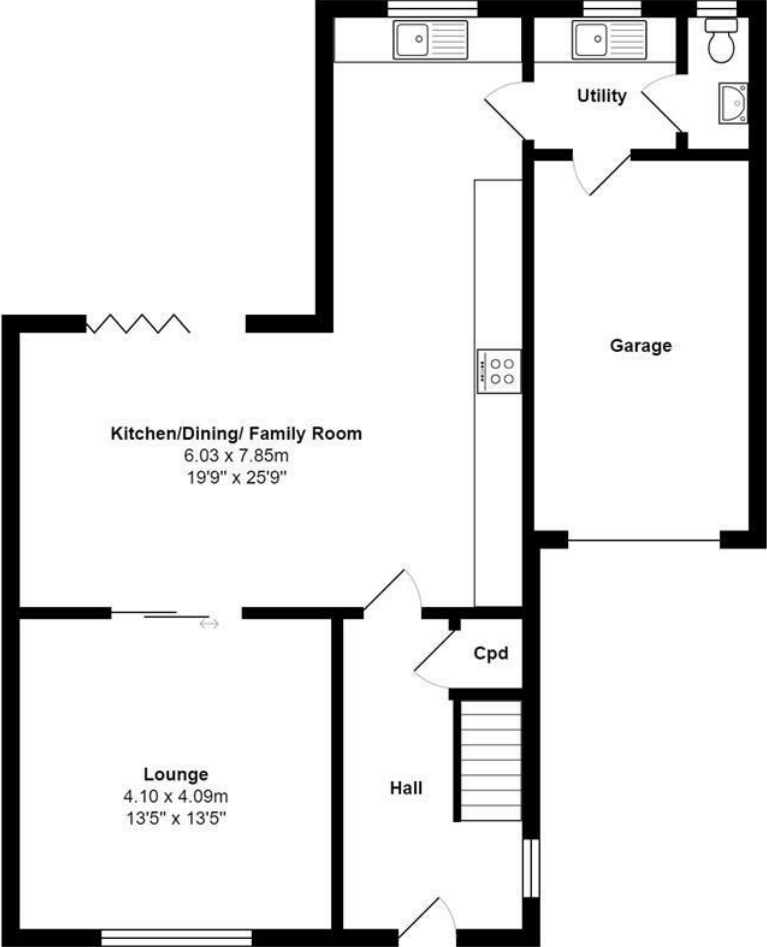 Utility
Garage
Kitchen/Dining/ Family Room
6.03 x 7.85m
19'9" x 25'9"
Cpd
Lounge
4.10 x 4.09m
13'5" x 13'5"
Hall